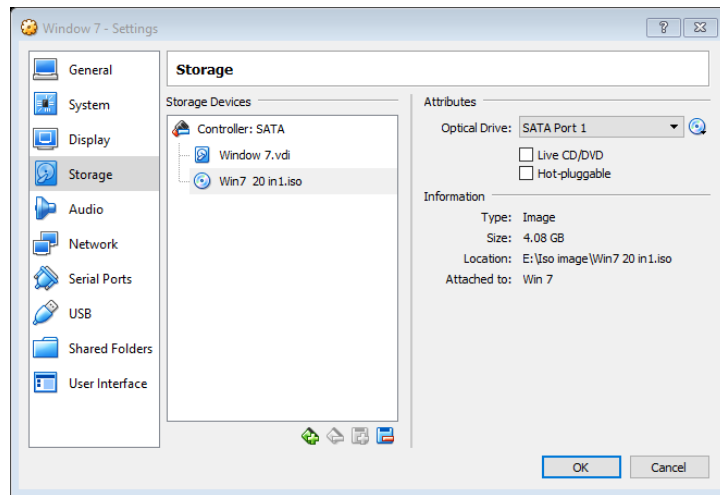 Window 7 - Settings
General
System
Display
Storage
Audio
Network
Serial Ports
USB
Shared Folders
User Interface
Storage
Storage Devices
Controller: SATA
Window 7.vdi
Win7 20 in1.iso
Attributes
Optical Drive: SATA Port 1
Live CD/DVD
Hot-pluggable
Information
Type: Image
Size: 4.08 GB
Location: E:\Iso image\Win7 20 in1.iso
Attached to: Win 7
OK Cancel